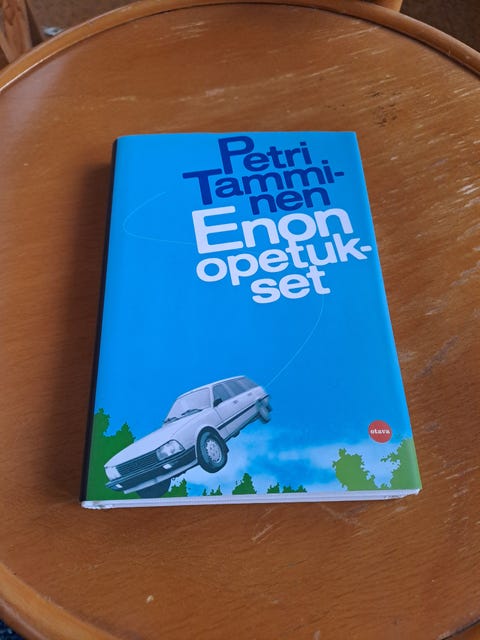 Petri
Tammi-
nen
Enon
opetuk-
set
otava